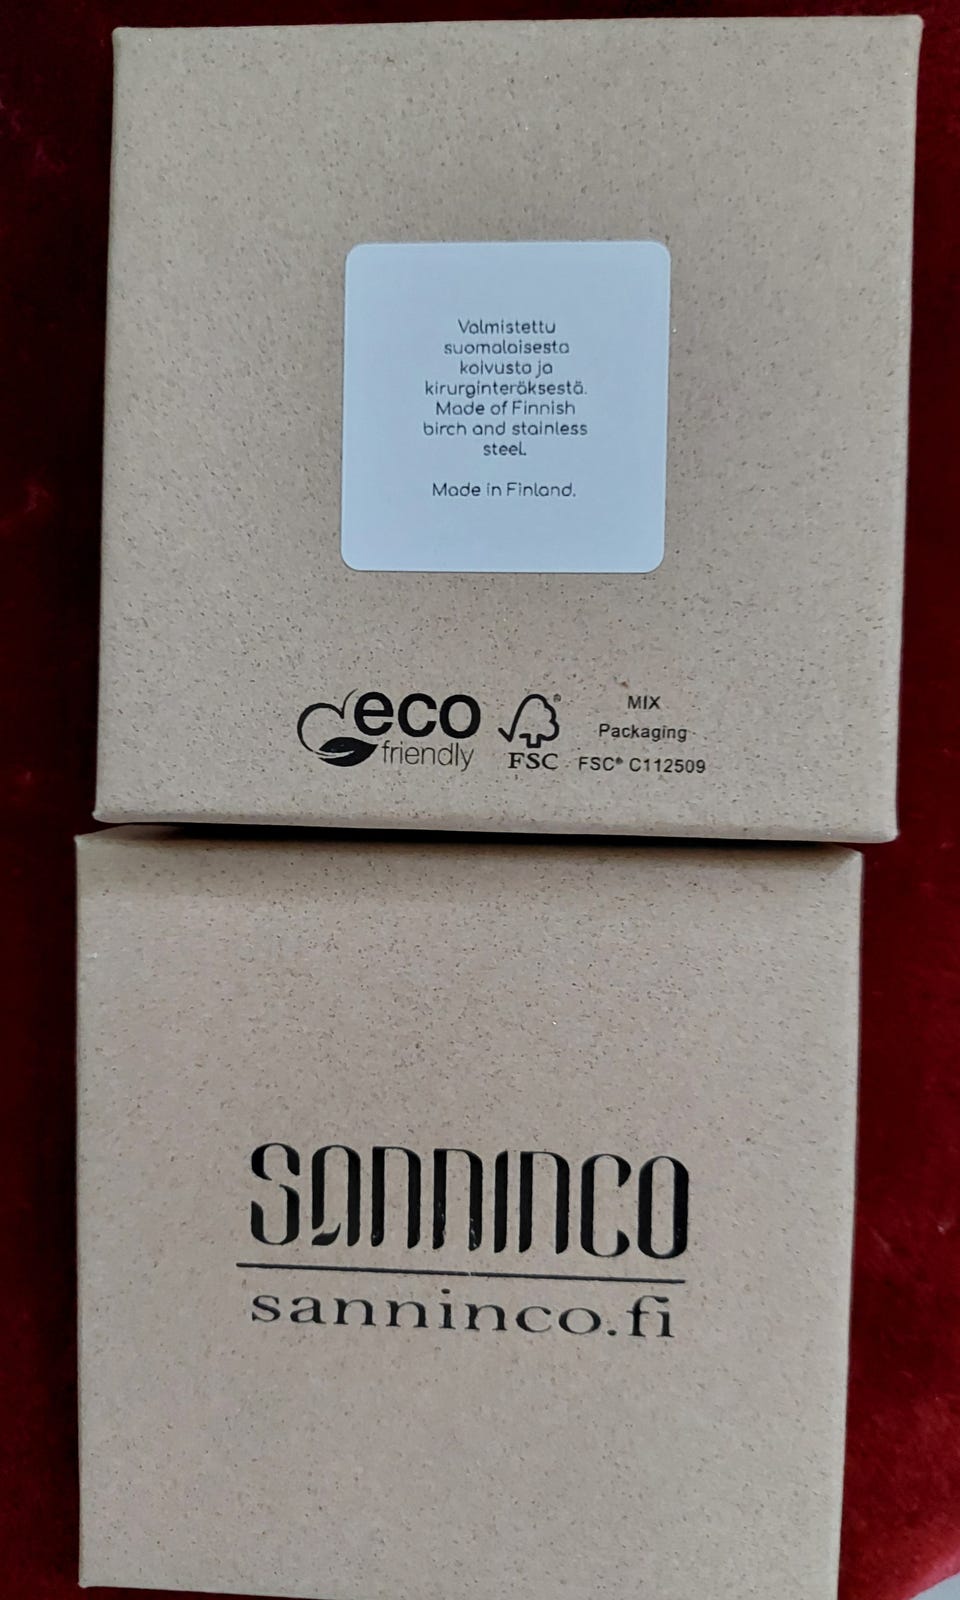 Valmistettu
suomalaisesta
koivusta ja
kirurginteräksestä.
Made of Finnish
birch and stainless
steel.
Made in Finland.
eco
friendly
FSC®
MIX
Packaging
FSC® C112509
SANNINCO
sanninco.fi